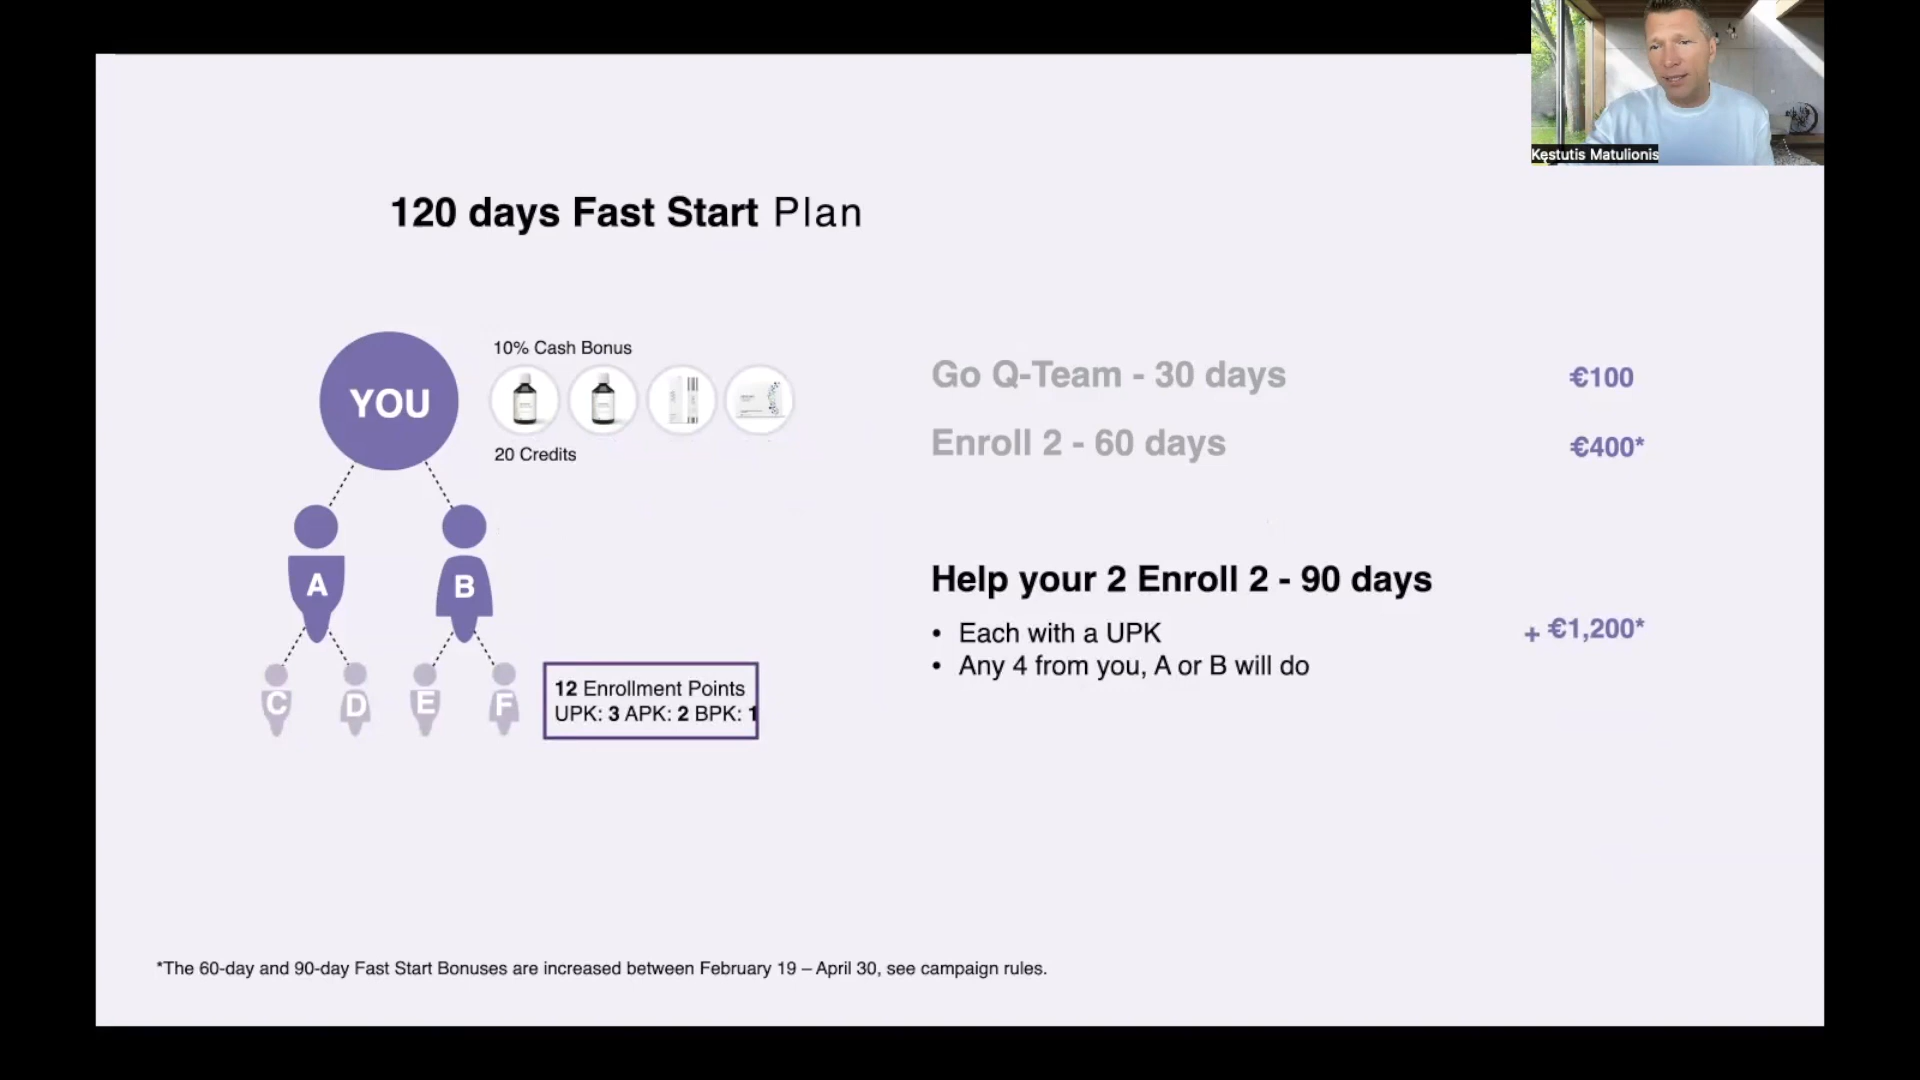 Kęstutis Matulionis
120 days Fast Start Plan
10% Cash Bonus
YOU
20 Credits
A
B
C
D
E
F
12 Enrollment Points
UPK: 3 APK: 2 BPK: 1
Go Q-Team - 30 days
€100
Enroll 2 - 60 days
€400*
Help your 2 Enroll 2 - 90 days
• Each with a UPK
• Any 4 from you, A or B will do
+ €1,200*
*The 60-day and 90-day Fast Start Bonuses are increased between February 19 – April 30, see campaign rules.